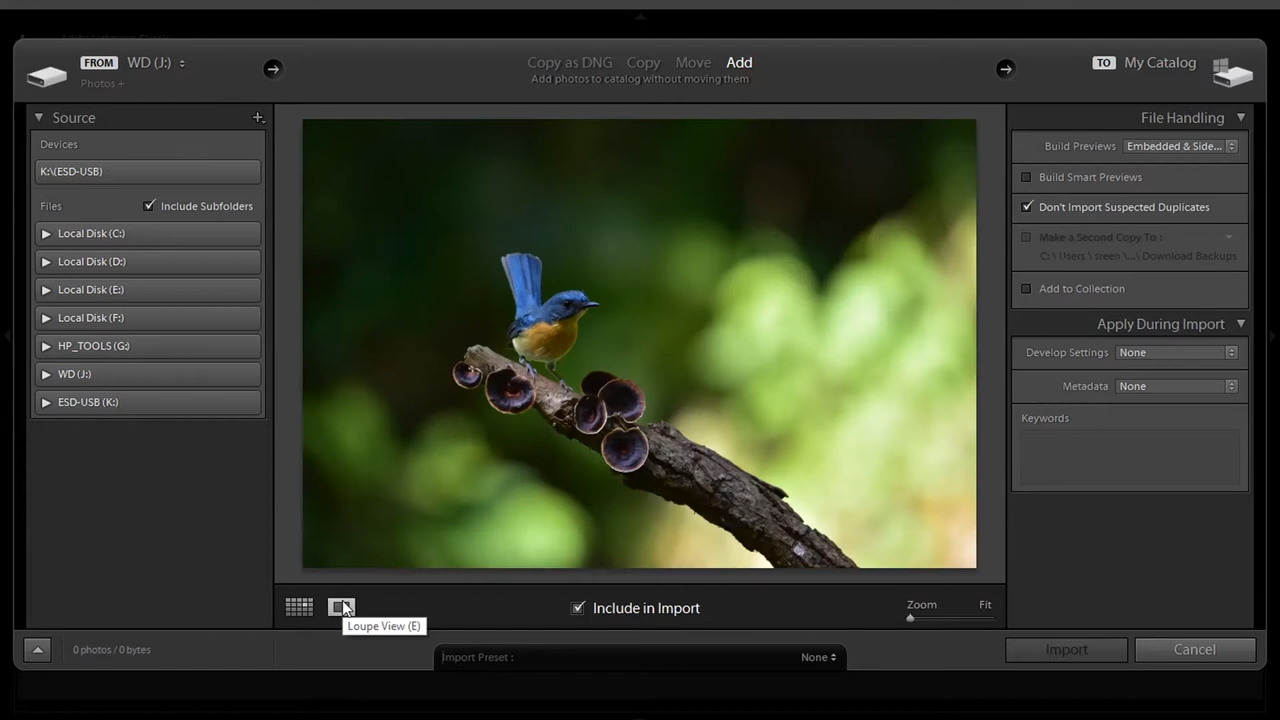 FROM WD (J:)
Photos +
Copy as DNG Copy Move Add
Add photos to catalog without moving them
TO My Catalog
Source
Devices
K:\(ESD-USB)
Files Include Subfolders
Local Disk (C:)
Local Disk (D:)
Local Disk (E:)
Local Disk (F:)
HP_TOOLS (G:)
WD (J:)
ESD-USB (K:)
File Handling
Build Previews Embedded & Side...
Build Smart Previews
Don't Import Suspected Duplicates
Make a Second Copy To :
C: \ Users \ sreen \...\ Download Backups
Add to Collection
Apply During Import
Develop Settings None
Metadata None
Keywords
Include in Import
Zoom Fit
Loupe View (E)
0 photos / 0 bytes
Import Preset : None
Import Cancel